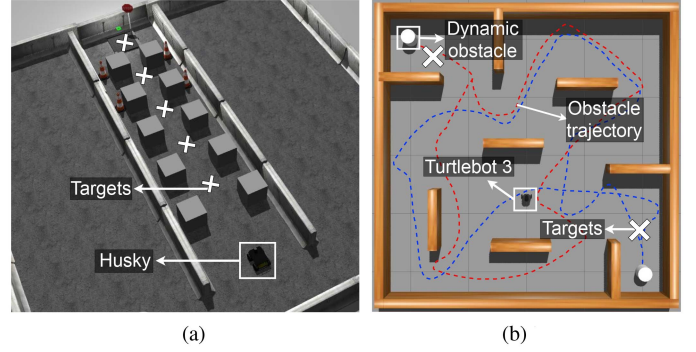 Targets
Husky
(a)
Dynamic
obstacle
Obstacle
trajectory
Turtlebot 3
Targets
(b)